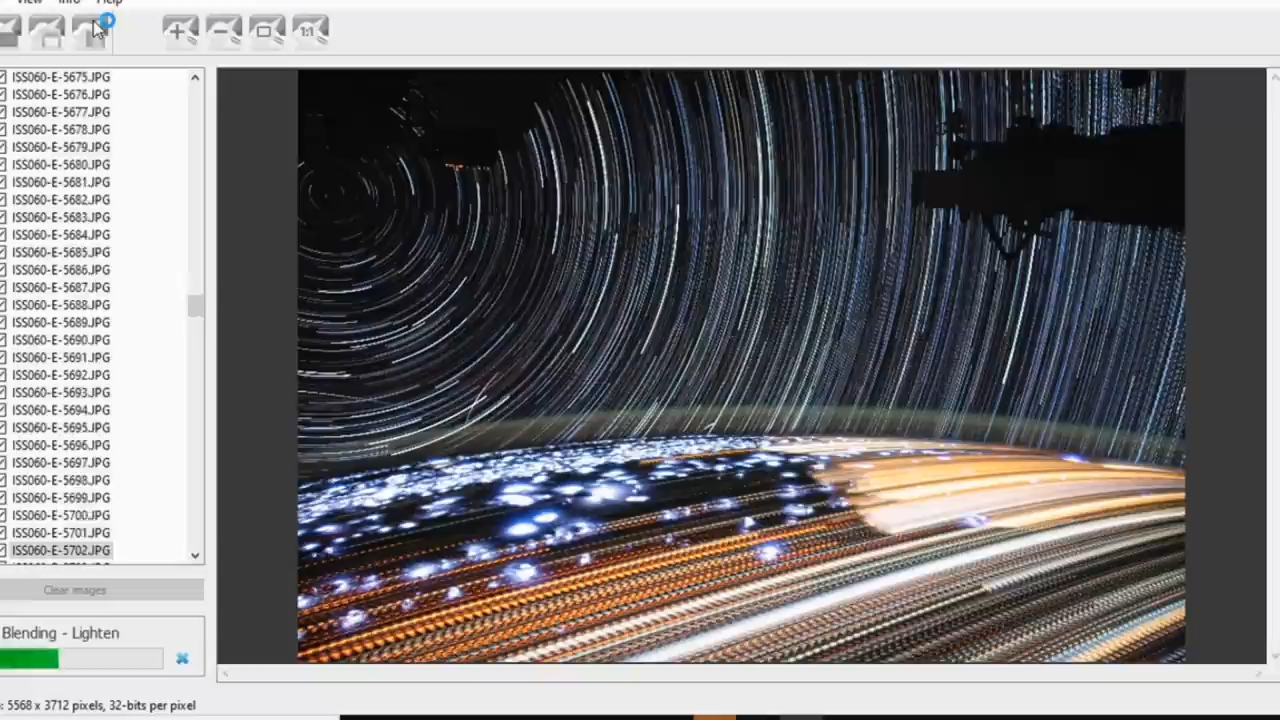 View Info Help
1:1
ISS060-E-5675.JPG
ISS060-E-5676.JPG
ISS060-E-5677.JPG
ISS060-E-5678.JPG
ISS060-E-5679.JPG
ISS060-E-5680.JPG
ISS060-E-5681.JPG
ISS060-E-5682.JPG
ISS060-E-5683.JPG
ISS060-E-5684.JPG
ISS060-E-5685.JPG
ISS060-E-5686.JPG
ISS060-E-5687.JPG
ISS060-E-5688.JPG
ISS060-E-5689.JPG
ISS060-E-5690.JPG
ISS060-E-5691.JPG
ISS060-E-5692.JPG
ISS060-E-5693.JPG
ISS060-E-5694.JPG
ISS060-E-5695.JPG
ISS060-E-5696.JPG
ISS060-E-5697.JPG
ISS060-E-5698.JPG
ISS060-E-5699.JPG
ISS060-E-5700.JPG
ISS060-E-5701.JPG
ISS060-E-5702.JPG
Clear images
Blending - Lighten
: 5568 x 3712 pixels, 32-bits per pixel